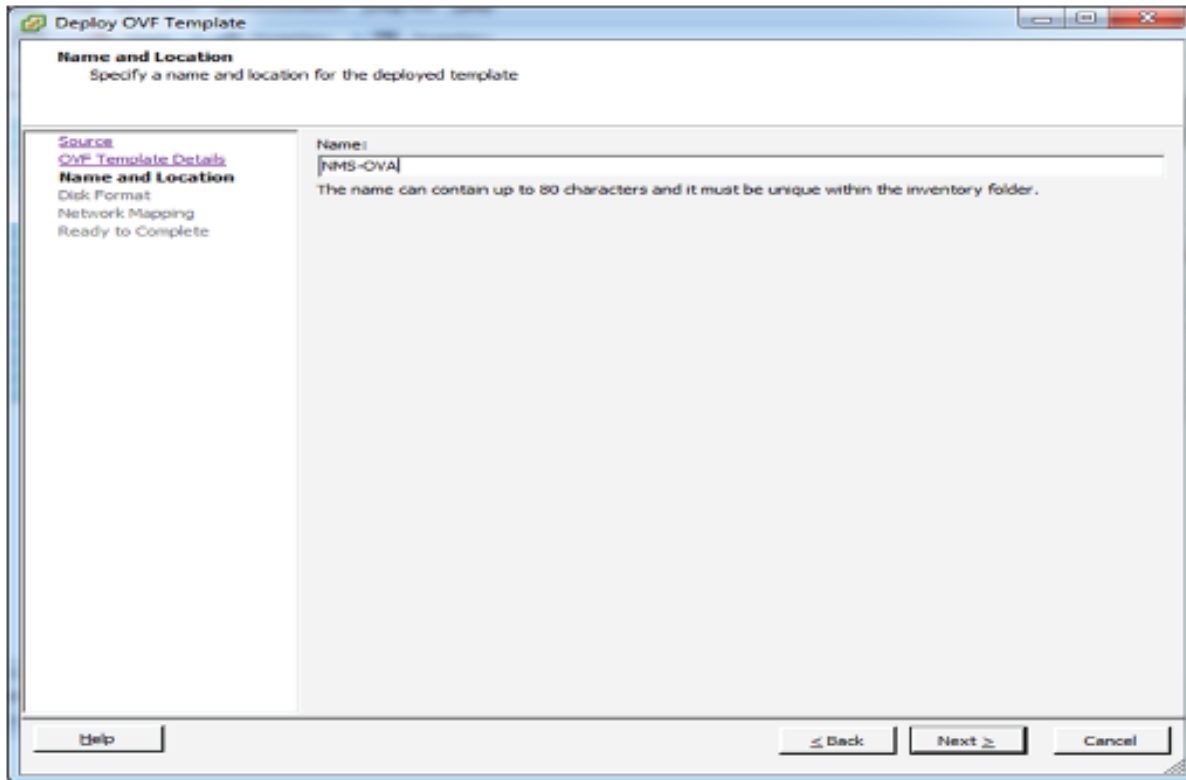 Deploy OVF Template
Name and Location
Specify a name and location for the deployed template
Source
OVF Template Details
Name and Location
Disk Format
Network Mapping
Ready to Complete
Name:
NMS-OVA
The name can contain up to 80 characters and it must be unique within the inventory folder.
Help
≤ Back
Next ≥
Cancel